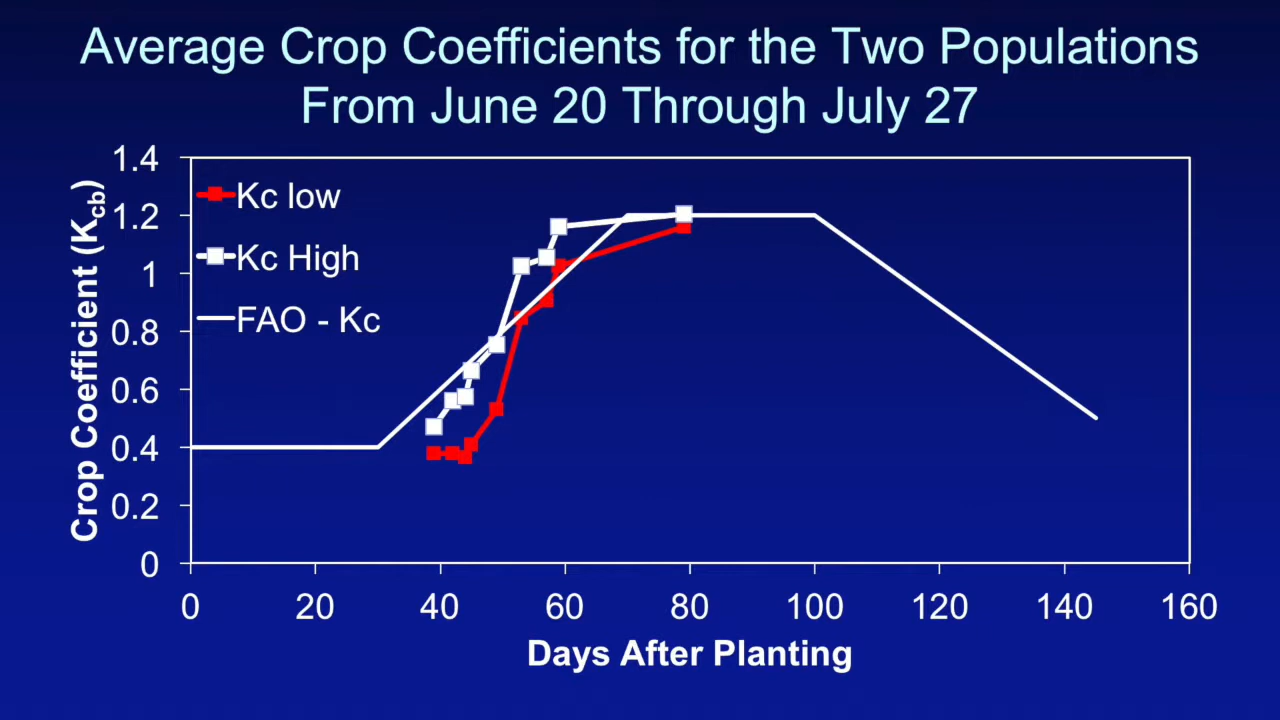 Average Crop Coefficients for the Two Populations
From June 20 Through July 27
Crop Coefficient (Kcb)
1.4
1.2
1
0.8
0.6
0.4
0.2
0
Kc low
Kc High
FAO - Kc
0 20 40 60 80 100 120 140 160
Days After Planting